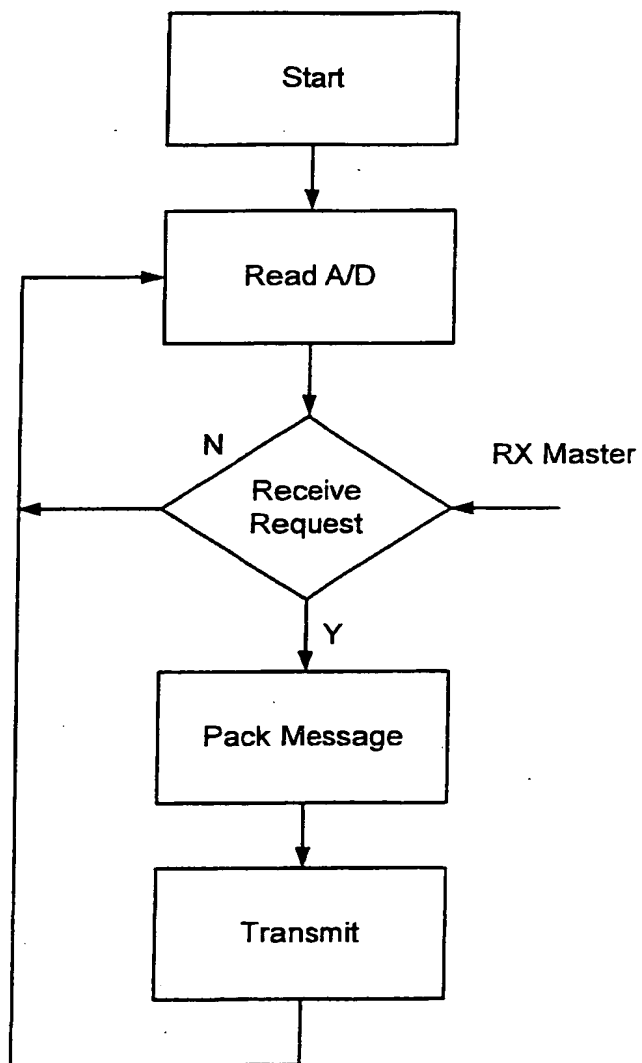 Start
Read A/D
N
RX Master
Receive
Request
Y
Pack Message
Transmit